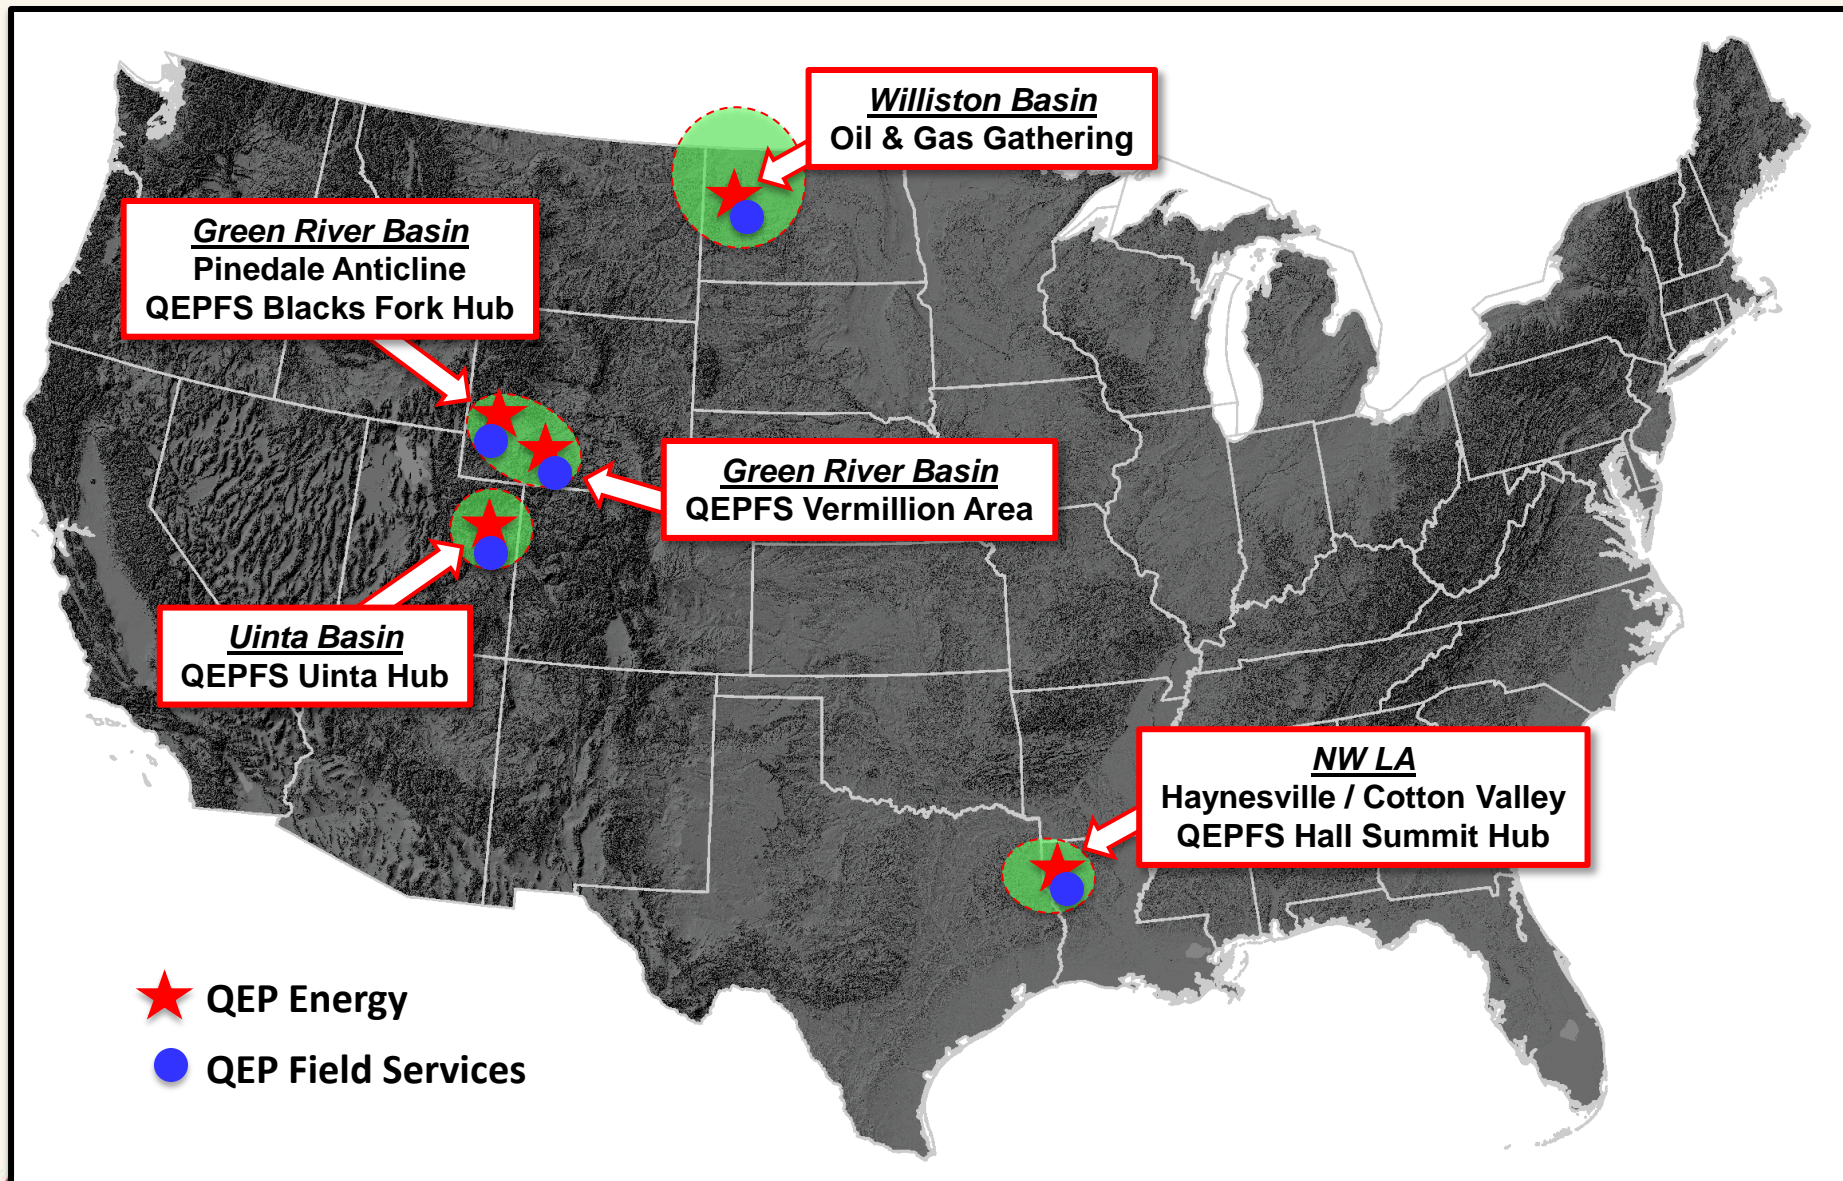 Williston Basin
Oil & Gas Gathering
Green River Basin
Pinedale Anticline
QEPFS Blacks Fork Hub
Green River Basin
QEPFS Vermillion Area
Uinta Basin
QEPFS Uinta Hub
NW LA
Haynesville / Cotton Valley
QEPFS Hall Summit Hub
QEP Energy
QEP Field Services